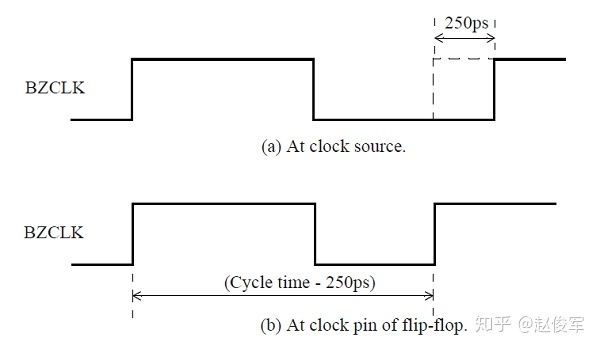 250ps
BZCLK
(a) At clock source.
BZCLK
(Cycle time - 250ps)
(b) At clock pin of flip-flop.
知乎 @赵俊军